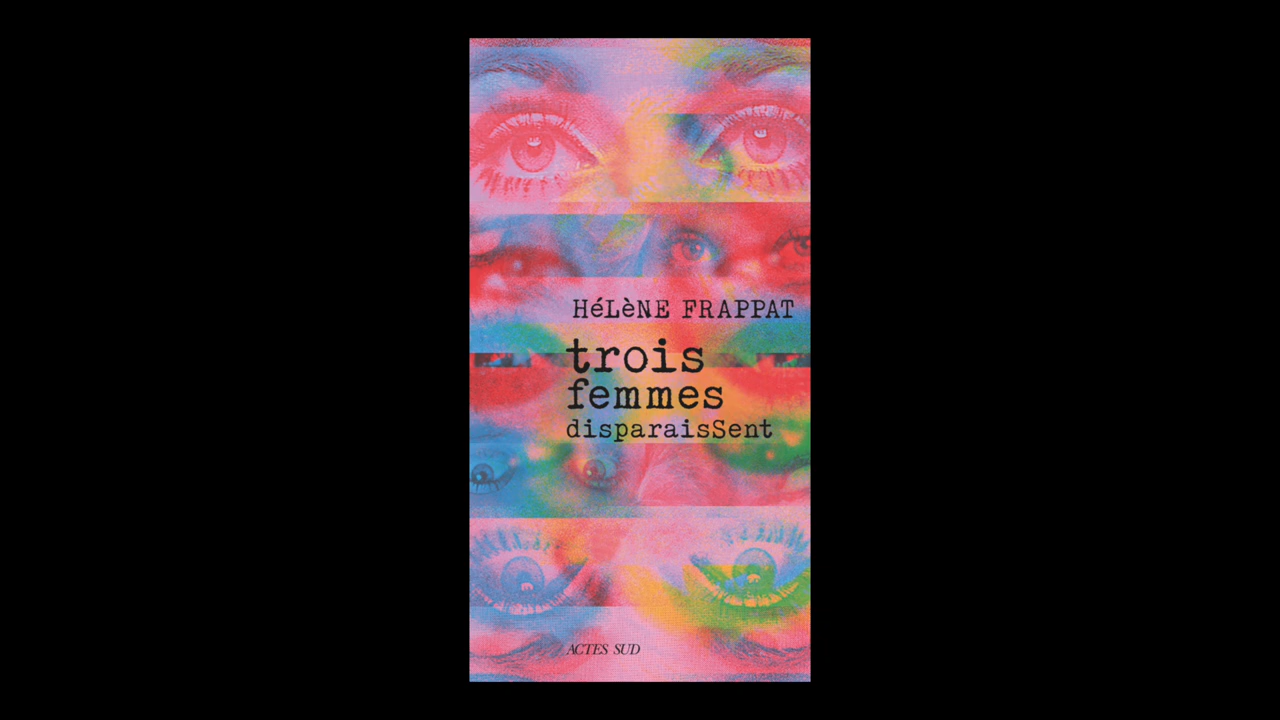 HéLèNE FRAPPAT
trois
femmes
disparaisSent
ACTES SUD